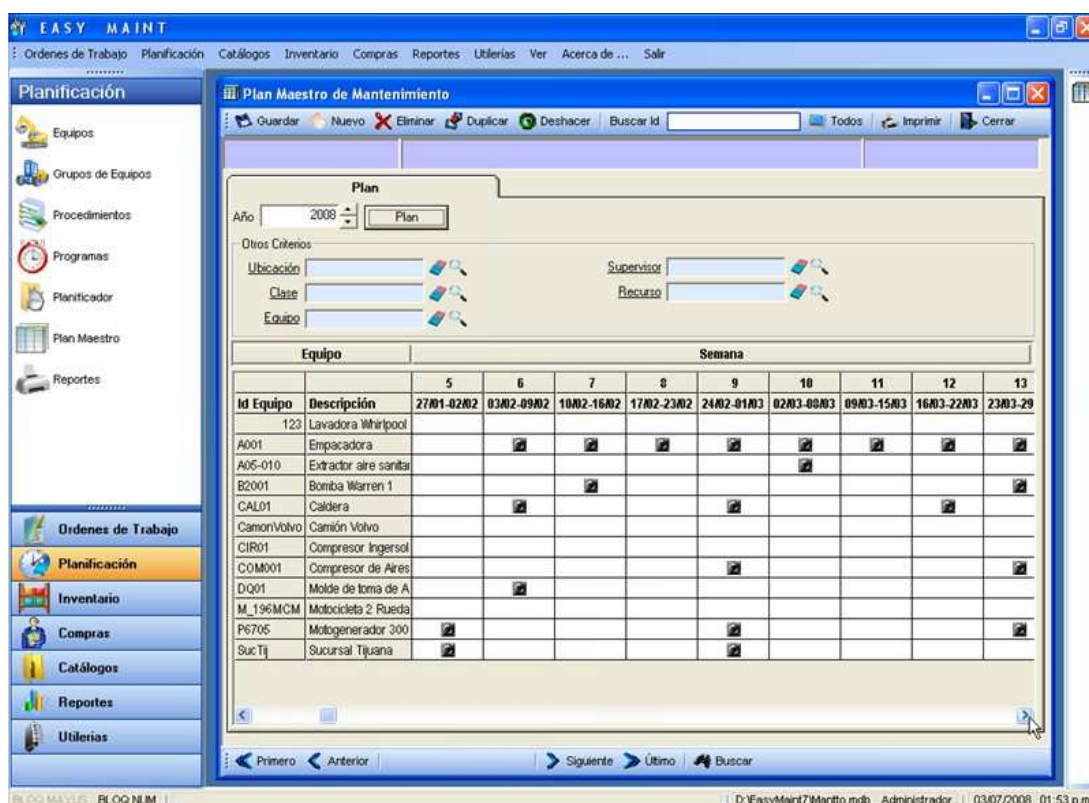 EASY MAINT
Ordenes de Trabajo Planificación Catálogos Inventario Compras Reportes Utilerías Ver Acerca de ... Salir
Planificación
Equipos
Grupos de Equipos
Procedimientos
Programas
Planificador
Plan Maestro
Reportes
Ordenes de Trabajo
Planificación
Inventario
Compras
Catálogos
Reportes
Utilerias
Plan Maestro de Mantenimiento
Guardar Nuevo Eliminar Duplicar Deshacer Buscar Id Todos Imprimir Cerrar
Plan
Año 2008 Plan
Otros Criterios
Ubicación Supervisor
Clase Recurso
Equipo
Equipo Semana
5 6 7 8 9 10 11 12 13
Id Equipo Descripción 27/01-02/02 03/02-09/02 10/02-16/02 17/02-23/02 24/02-01/03 02/03-08/03 09/03-15/03 16/03-22/03 23/03-29
123 Lavadora Whirlpool
A001 Empacadora
A05-010 Extractor aire sanitar
B2001 Bomba Warren 1
CAL01 Caldera
CamonVolvo Camión Volvo
CIR01 Compresor Ingersol
COM001 Compresor de Aires
DQ01 Molde de toma de A
M_196MCM Motocicleta 2 Rueda
P6705 Motogenerador 300
SucTij Sucursal Tijuana
Primero Anterior Siguiente Último Buscar
BLOQ MAYUS BLOQ NUM D:\EasyMaint7\Mantto.mdb Administrador 03/07/2008 01:53 p.m